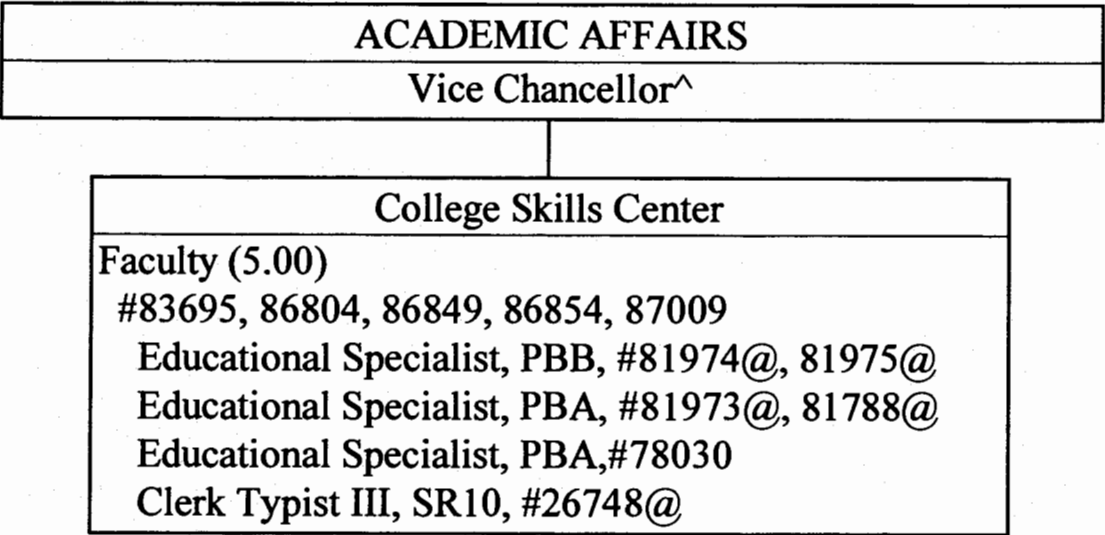 ACADEMIC AFFAIRS
Vice Chancellor^
College Skills Center
Faculty (5.00)
#83695, 86804, 86849, 86854, 87009
Educational Specialist, PBB, #81974@, 81975@
Educational Specialist, PBA, #81973@, 81788@
Educational Specialist, PBA,#78030
Clerk Typist III, SR10, #26748@